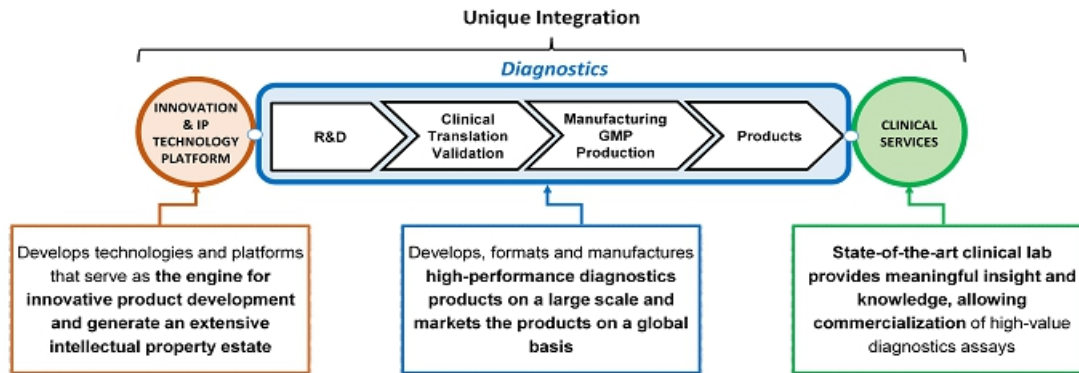 Unique Integration
Diagnostics
INNOVATION
& IP
TECHNOLOGY
PLATFORM
R&D
Clinical
Translation
Validation
Manufacturing
GMP
Production
Products
CLINICAL
SERVICES
Develops technologies and platforms
that serve as the engine for
innovative product development
and generate an extensive
intellectual property estate
Develops, formats and manufactures
high-performance diagnostics
products on a large scale and
markets the products on a global
basis
State-of-the-art clinical lab
provides meaningful insight and
knowledge, allowing
commercialization of high-value
diagnostics assays